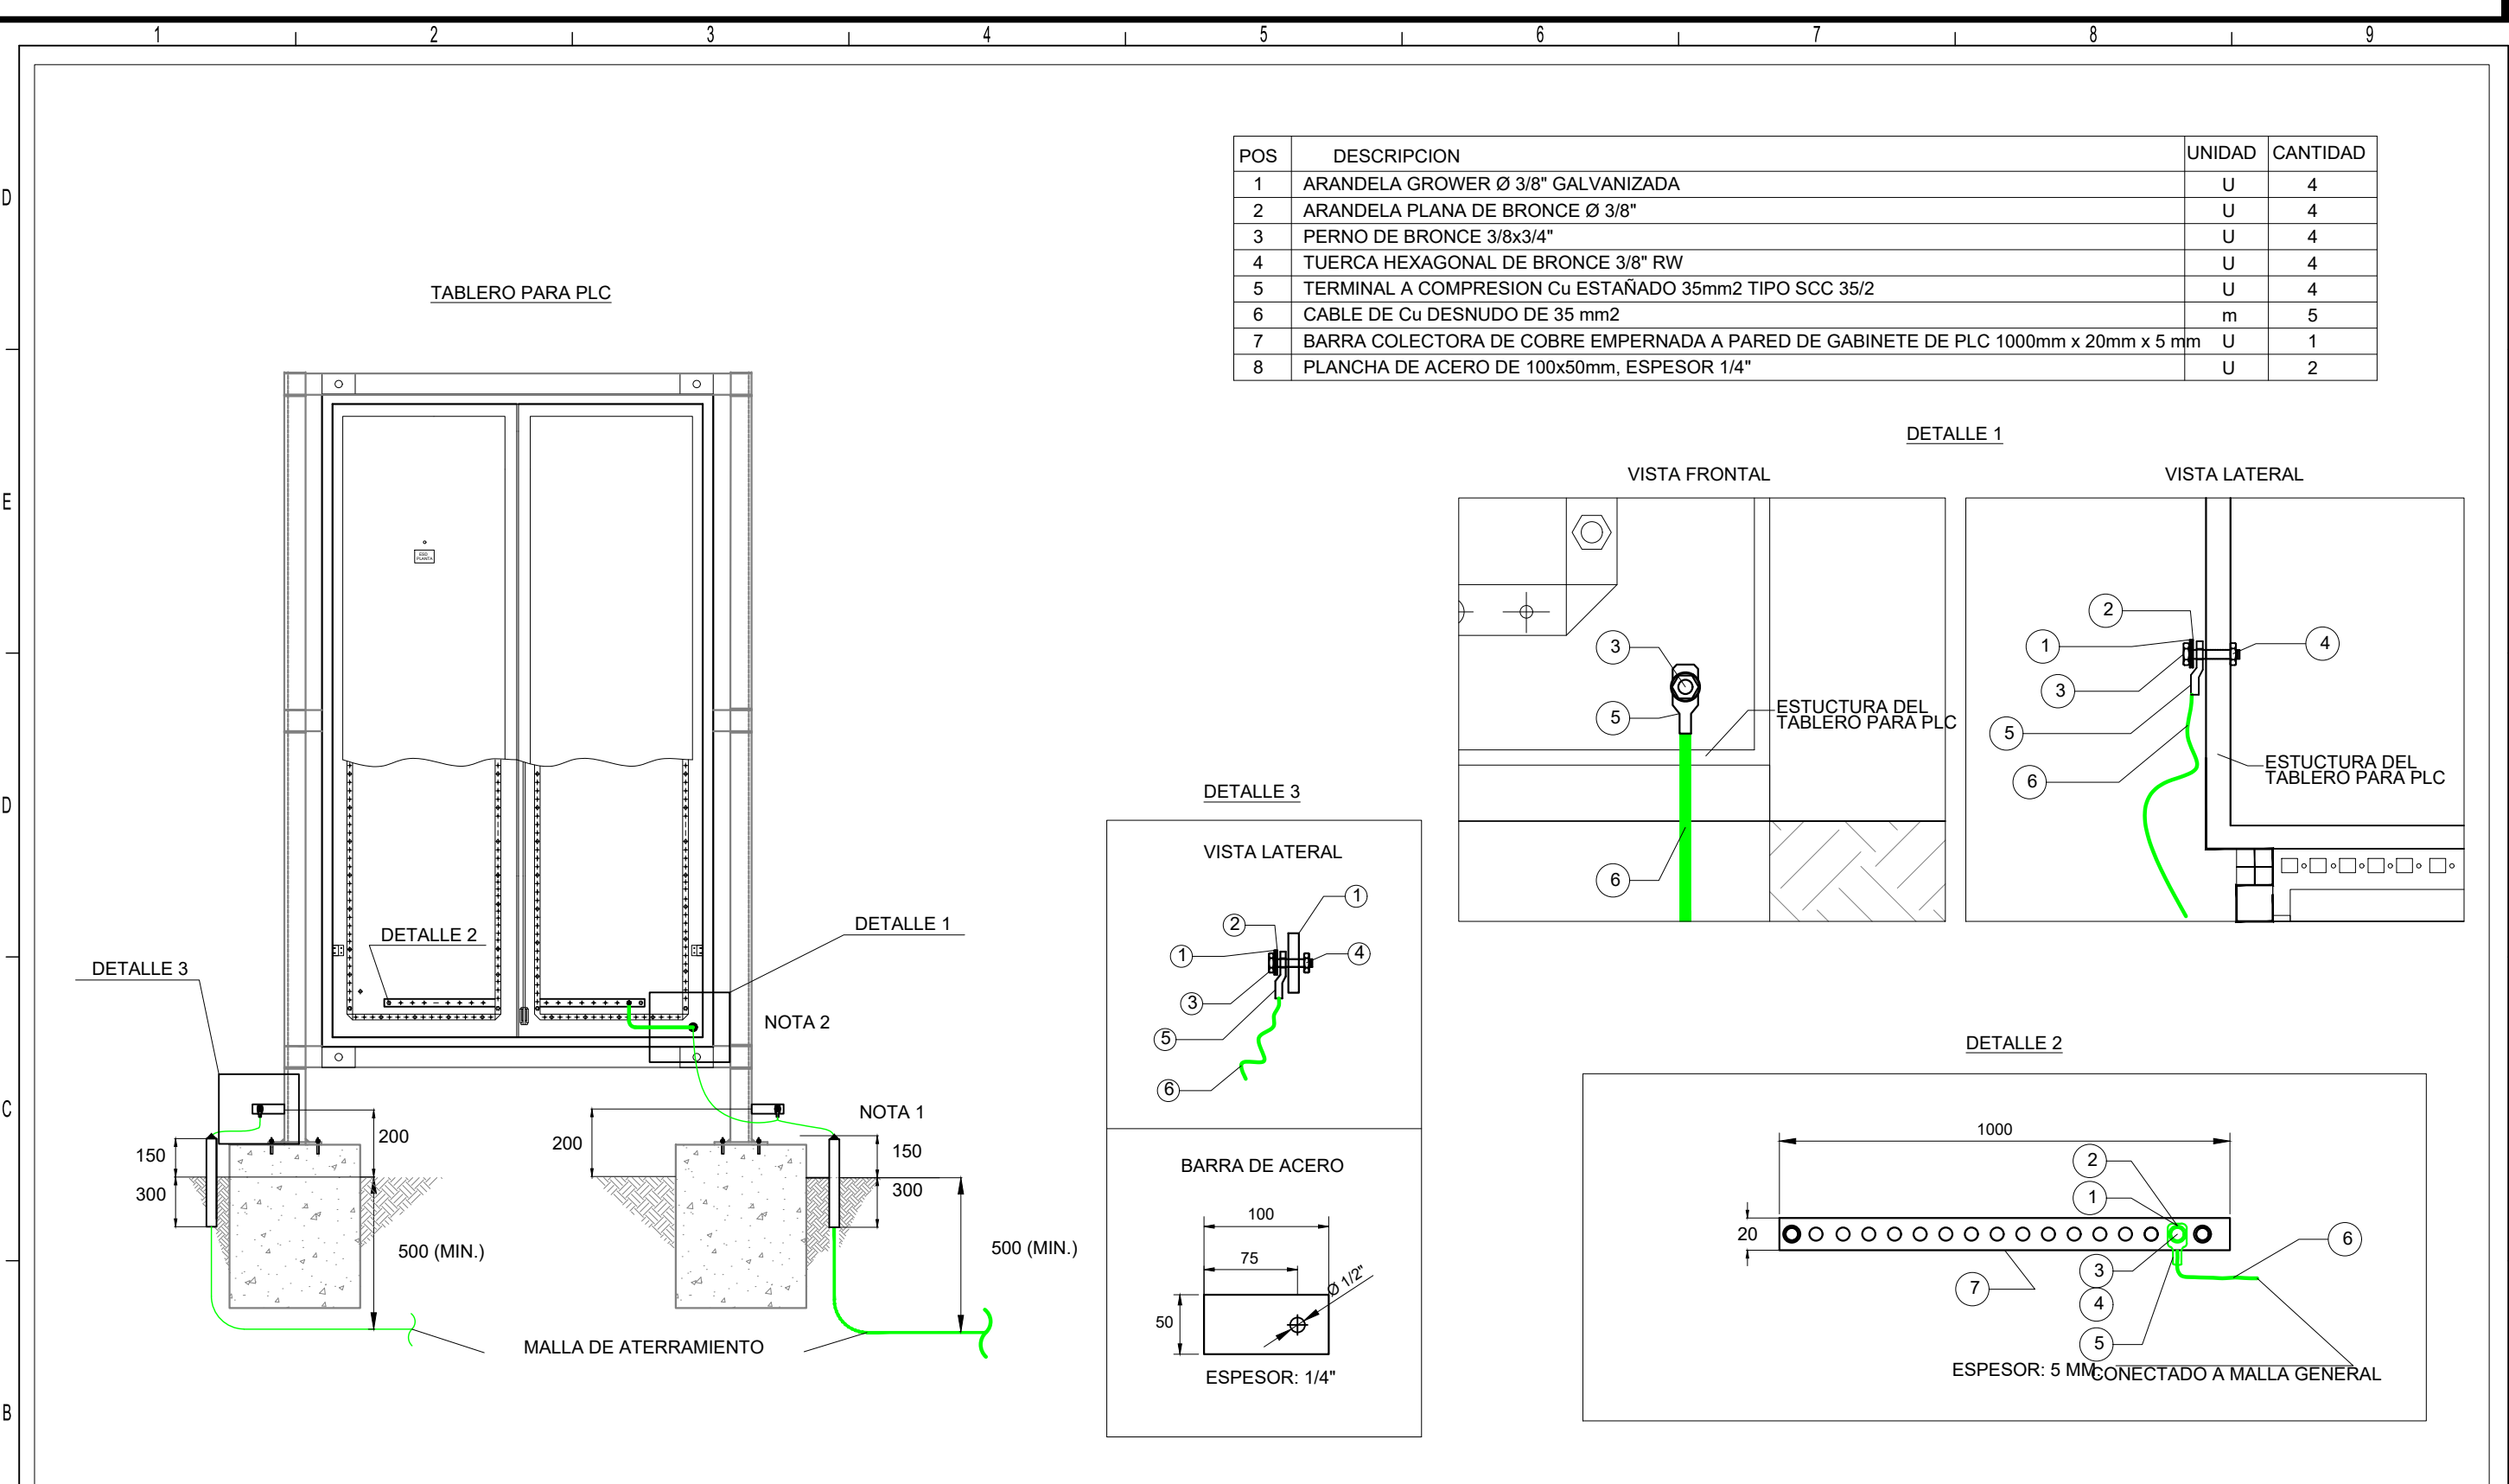 1 2 3 4 5 6 7 8 9
D
E
D
C
B
POS DESCRIPCION UNIDAD CANTIDAD
1 ARANDELA GROWER Ø 3/8" GALVANIZADA U 4
2 ARANDELA PLANA DE BRONCE Ø 3/8" U 4
3 PERNO DE BRONCE 3/8x3/4" U 4
4 TUERCA HEXAGONAL DE BRONCE 3/8" RW U 4
5 TERMINAL A COMPRESION Cu ESTAÑADO 35mm2 TIPO SCC 35/2 U 4
6 CABLE DE Cu DESNUDO DE 35 mm2 m 5
7 BARRA COLECTORA DE COBRE EMPERNADA A PARED DE GABINETE DE PLC 1000mm x 20mm x 5 mm U 1
8 PLANCHA DE ACERO DE 100x50mm, ESPESOR 1/4" U 2
TABLERO PARA PLC
ESD
PLANTA
DETALLE 2
DETALLE 1
DETALLE 3
NOTA 2
NOTA 1
200
150
300
500 (MIN.)
200
150
300
500 (MIN.)
MALLA DE ATERRAMIENTO
DETALLE 1
VISTA FRONTAL
3
5
6
ESTUCTURA DEL
TABLERO PARA PLC
VISTA LATERAL
2
1
4
3
5
6
ESTUCTURA DEL
TABLERO PARA PLC
DETALLE 3
VISTA LATERAL
1
2
1
4
3
5
6
BARRA DE ACERO
100
75
Ø 1/2"
50
ESPESOR: 1/4"
DETALLE 2
1000
2
1
20
6
3
7
4
5
ESPESOR: 5 MM.
CONECTADO A MALLA GENERAL